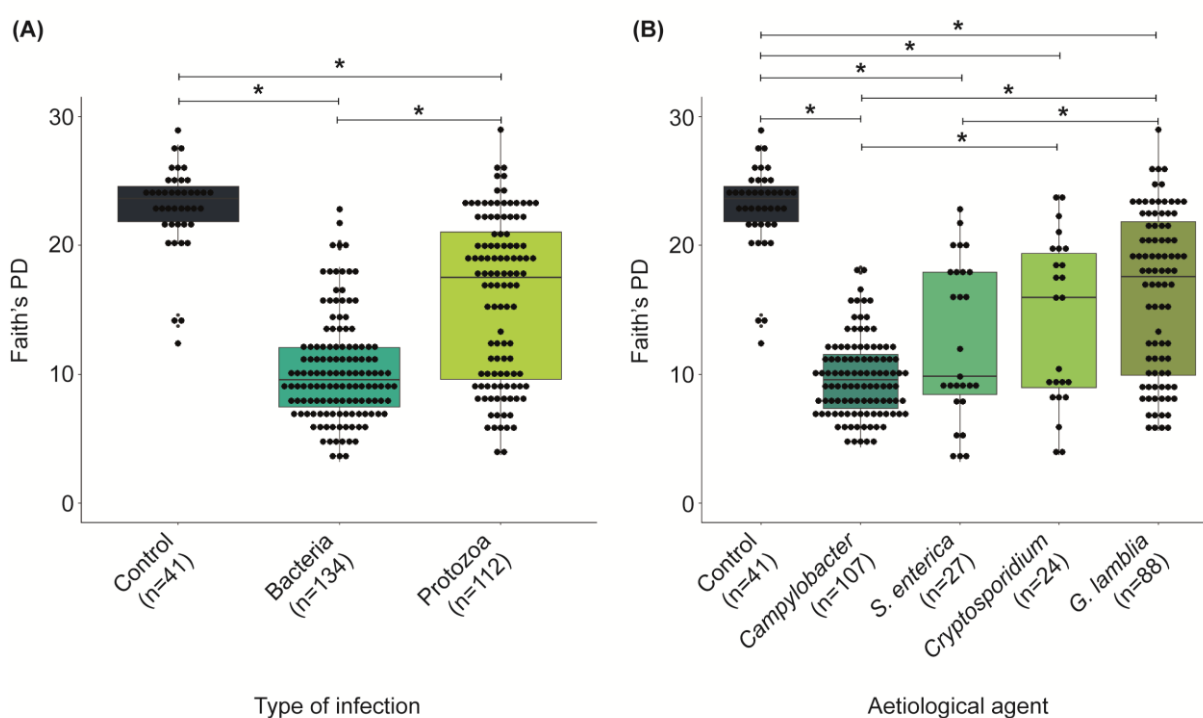 (A)
*
*
*
Faith's PD
30
20
10
0
Control
(n=41)
Bacteria
(n=134)
Protozoa
(n=112)
Type of infection
(B)
*
*
*
*
*
*
*
Faith's PD
30
20
10
0
Control
(n=41)
Campylobacter
(n=107)
S. enterica
(n=27)
Cryptosporidium
(n=24)
G. lamblia
(n=88)
Aetiological agent